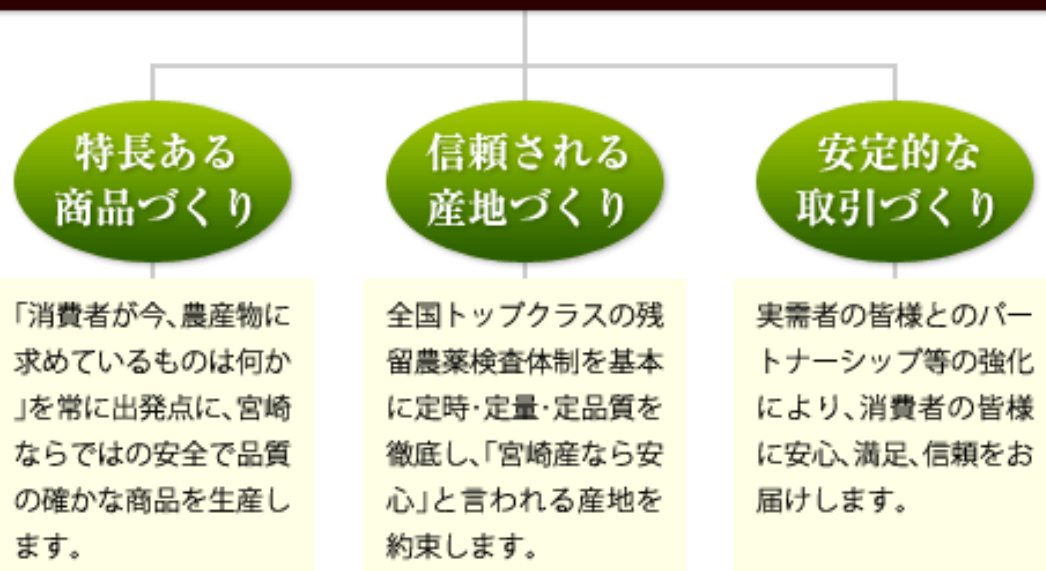 特長ある
商品づくり
「消費者が今、農産物に
求めているものは何か
」を常に出発点に、宮崎
ならではの安全で品質
の確かな商品を生産し
ます。
信頼される
産地づくり
全国トップクラスの残
留農薬検査体制を基本
に定時・定量・定品質を
徹底し、「宮崎産なら安
心」と言われる産地を
約束します。
安定的な
取引づくり
実需者の皆様とのパー
トナーシップ等の強化
により、消費者の皆様
に安心、満足、信頼をお
届けします。